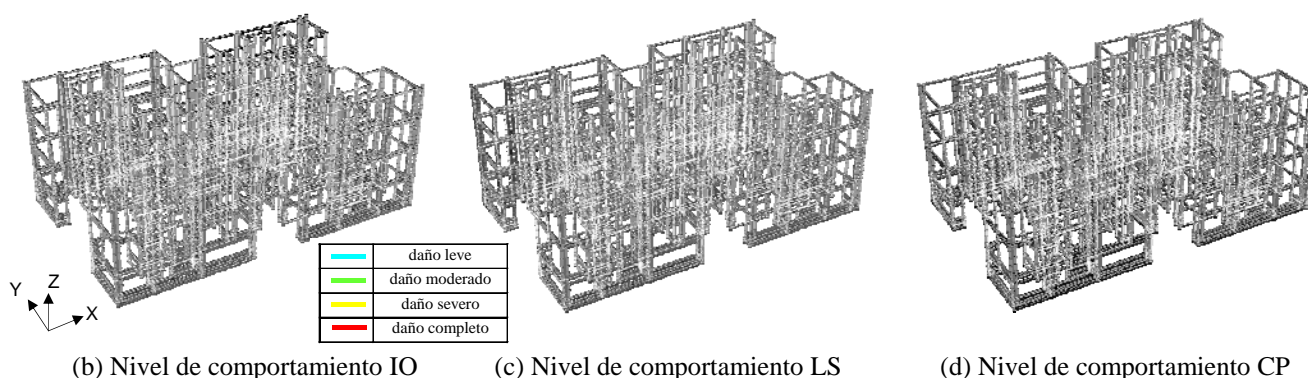 daño leve
daño moderado
daño severo
daño completo
Y
Z
X
(b) Nivel de comportamiento IO
(c) Nivel de comportamiento LS
(d) Nivel de comportamiento CP